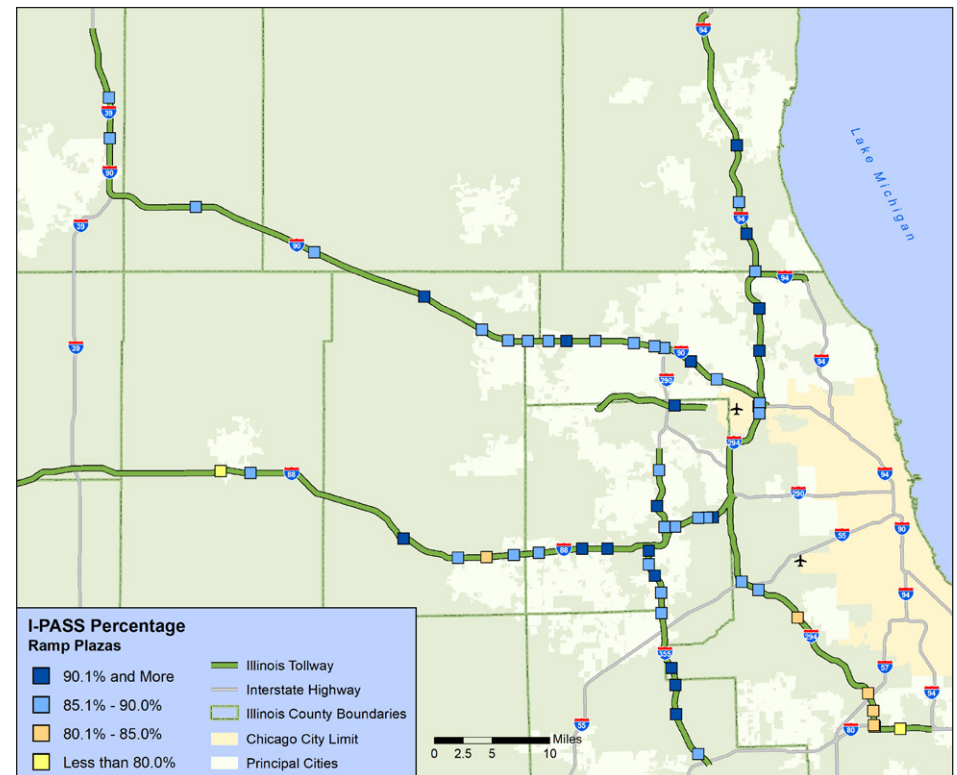 94
39
90
Lake Michigan
39
94
90
94
39
94
90
290
294
88
94
290
90
55
88
94
294
355
57
94
55
80
I-PASS Percentage
Ramp Plazas
90.1% and More
85.1% - 90.0%
80.1% - 85.0%
Less than 80.0%
Illinois Tollway
Interstate Highway
Illinois County Boundaries
Chicago City Limit
Principal Cities
Miles
0 2.5 5 10